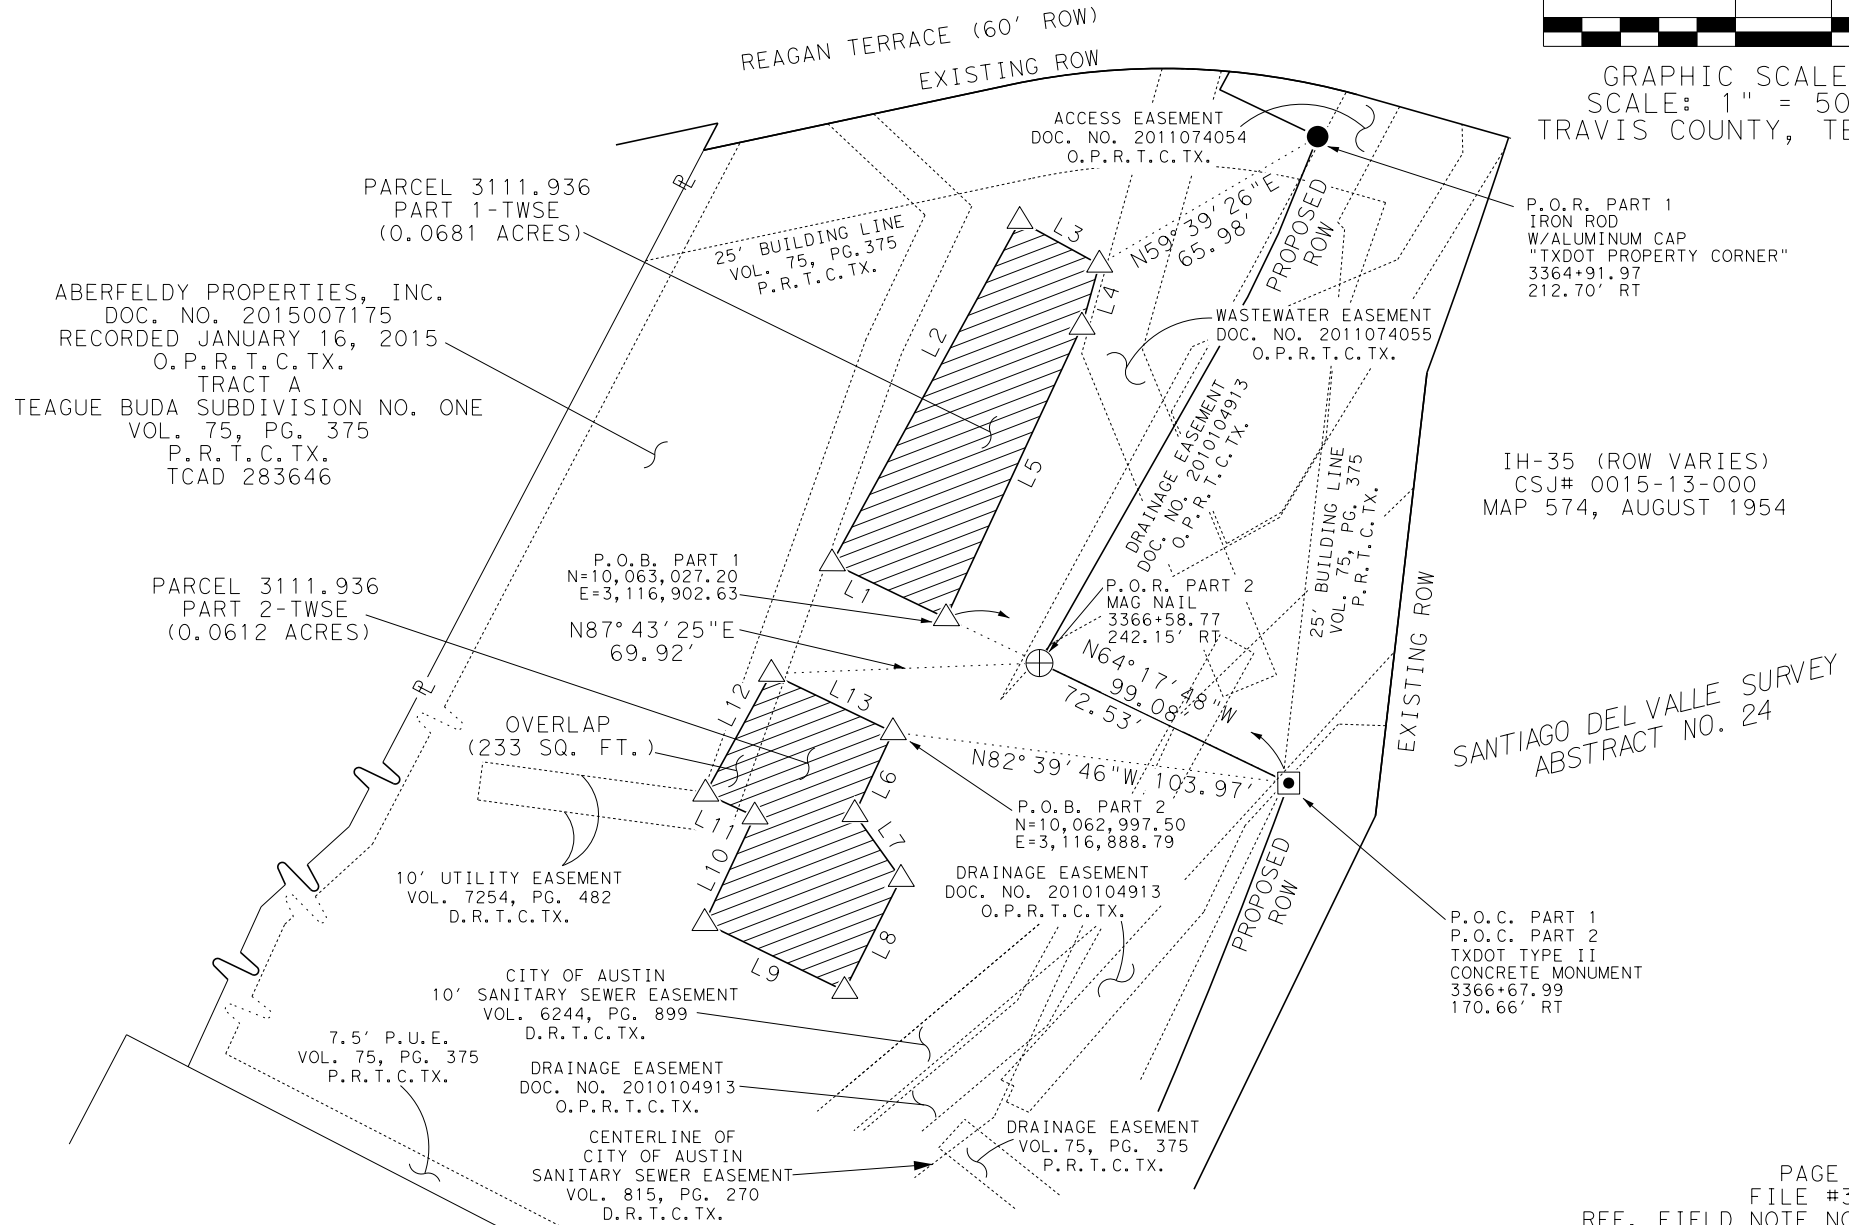 REAGAN TERRACE (60' ROW)
EXISTING ROW
GRAPHIC SCALE
SCALE: 1" = 50
TRAVIS COUNTY, TE
ACCESS EASEMENT
DOC. NO. 2011074054
O.P.R.T.C.TX.
PARCEL 3111.936
PART 1-TWSE
(0.0681 ACRES)
P.O.R. PART 1
IRON ROD
W/ALUMINUM CAP
"TXDOT PROPERTY CORNER"
3364+91.97
212.70' RT
25' BUILDING LINE
VOL. 75, PG.375
P.R.T.C.TX.
L3
N59°39'26"E
65.98'
PROPOSED
ROW
L4
L2
L5
L1
ABERFELDY PROPERTIES, INC.
DOC. NO. 2015007175
RECORDED JANUARY 16, 2015
O.P.R.T.C.TX.
TRACT A
TEAGUE BUDA SUBDIVISION NO. ONE
VOL. 75, PG. 375
P.R.T.C.TX.
TCAD 283646
WASTEWATER EASEMENT
DOC. NO. 2011074055
O.P.R.T.C.TX.
DRAINAGE EASEMENT
DOC. NO. 2010104913
O.P.R.T.C.TX.
25' BUILDING LINE
VOL. 75, PG. 375
P.R.T.C.TX.
IH-35 (ROW VARIES)
CSJ# 0015-13-000
MAP 574, AUGUST 1954
P.O.B. PART 1
N=10,063,027.20
E=3,116,902.63
PARCEL 3111.936
PART 2-TWSE
(0.0612 ACRES)
N87°43'25"E
69.92'
P.O.R. PART 2
MAG NAIL
3366+58.77
242.15' RT
N64°17'48"W
99.08'
72.53'
EXISTING ROW
SANTIAGO DEL VALLE SURVEY
ABSTRACT NO. 24
L12
L13
OVERLAP
(233 SQ. FT.)
N82°39'46"W 103.97'
L6
L11
L7
L10
L8
L9
P.O.B. PART 2
N=10,062,997.50
E=3,116,888.79
10' UTILITY EASEMENT
VOL. 7254, PG. 482
D.R.T.C.TX.
DRAINAGE EASEMENT
DOC. NO. 2010104913
O.P.R.T.C.TX.
PROPOSED
ROW
P.O.C. PART 1
P.O.C. PART 2
TXDOT TYPE II
CONCRETE MONUMENT
3366+67.99
170.66' RT
CITY OF AUSTIN
10' SANITARY SEWER EASEMENT
VOL. 6244, PG. 899
D.R.T.C.TX.
7.5' P.U.E.
VOL. 75, PG. 375
P.R.T.C.TX.
DRAINAGE EASEMENT
DOC. NO. 2010104913
O.P.R.T.C.TX.
CENTERLINE OF
CITY OF AUSTIN
SANITARY SEWER EASEMENT
VOL. 815, PG. 270
D.R.T.C.TX.
DRAINAGE EASEMENT
VOL.75, PG. 375
P.R.T.C.TX.
PAGE
FILE #3
REF. FIELD NOTE NO